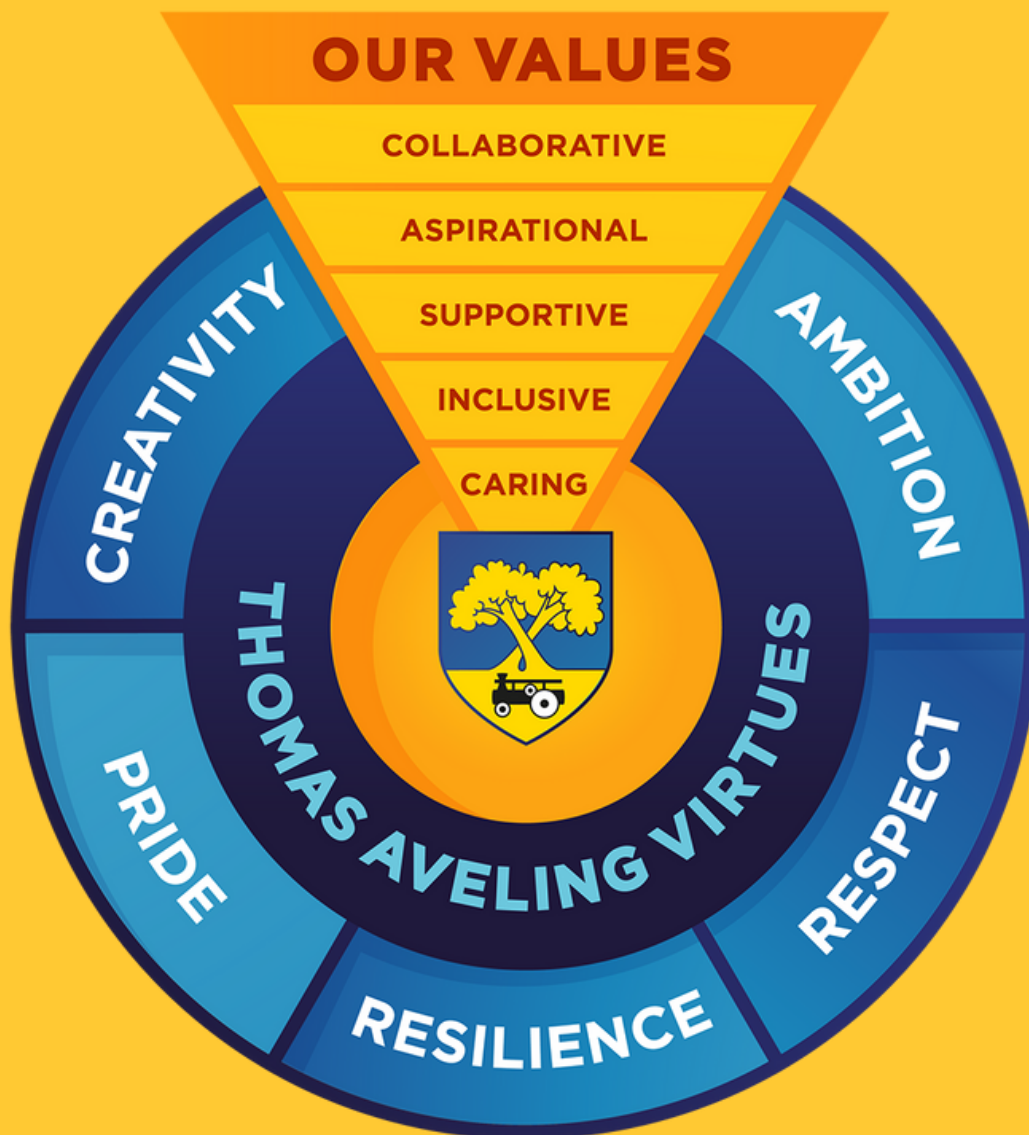 OUR VALUES
COLLABORATIVE
ASPIRATIONAL
SUPPORTIVE
INCLUSIVE
CARING
CREATIVITY
AMBITION
THOMAS AVELING VIRTUES
PRIDE
RESPECT
RESILIENCE